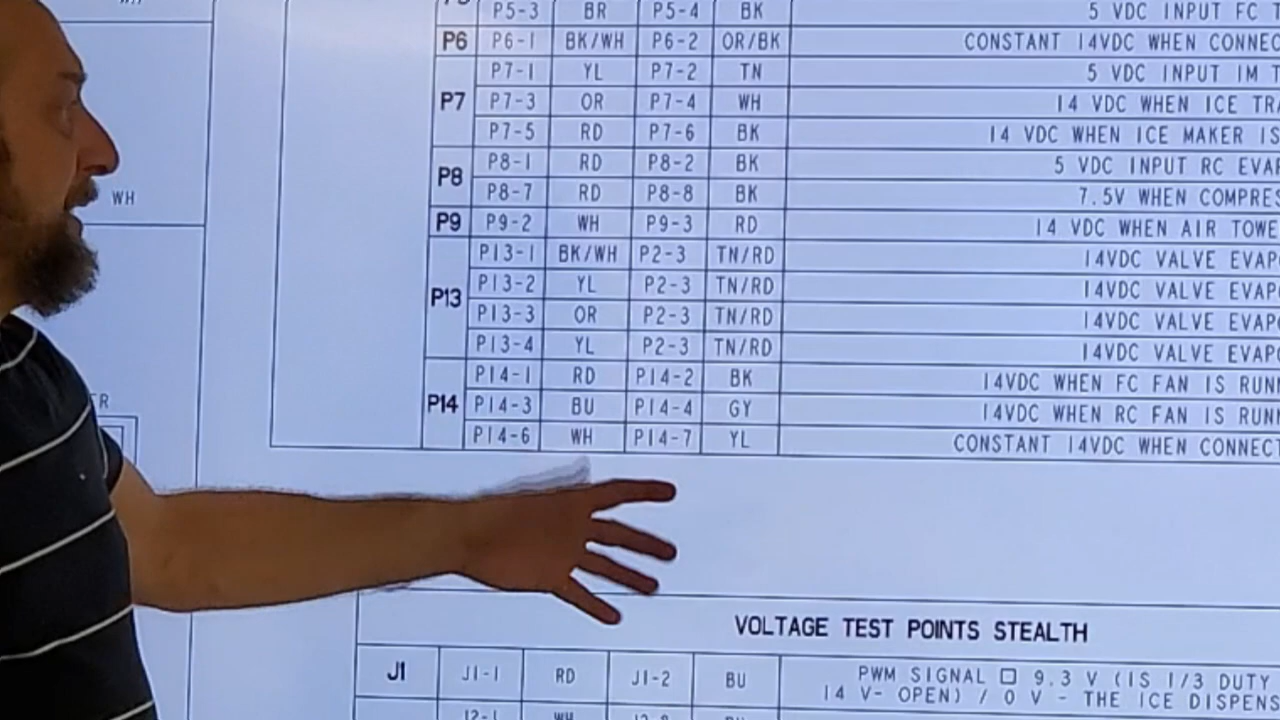 P5-3 BR P5-4 BK 5 VDC INPUT FC
P6 P6-1 BK/WH P6-2 OR/BK CONSTANT 14VDC WHEN
P7-1 YL P7-2 TN 5 VDC INPUT IM
P7 P7-3 OR P7-4 WH 14 VDC WHEN ICE
P7-5 RD P7-6 BK 14 VDC WHEN ICE MAKER IS
P8-1 RD P8-2 BK 5 VDC INPUT RC
P8
P8-7 RD P8-8 BK 7.5V WHEN
WH
P9 P9-2 WH P9-3 RD 14 VDC WHEN AIR
P13-1 BK/WH P2-3 TN/RD 14VDC VALVE
P13-2 YL P2-3 TN/RD 14VDC VALVE
P13
P13-3 OR P2-3 TN/RD 14VDC VALVE
P13-4 YL P2-3 TN/RD 14VDC VALVE
P14-1 RD P14-2 BK 14VDC WHEN FC FAN IS
P14 P14-3 BU P14-4 GY 14VDC WHEN RC FAN IS
P14-6 WH P14-7 YL CONSTANT 14VDC WHEN
VOLTAGE TEST POINTS STEALTH
J1 J1-1 RD J1-2 BU PWM SIGNAL □ 9.3 V (IS 1/3 DUTY
14 V- OPEN) / 0 V - THE ICE